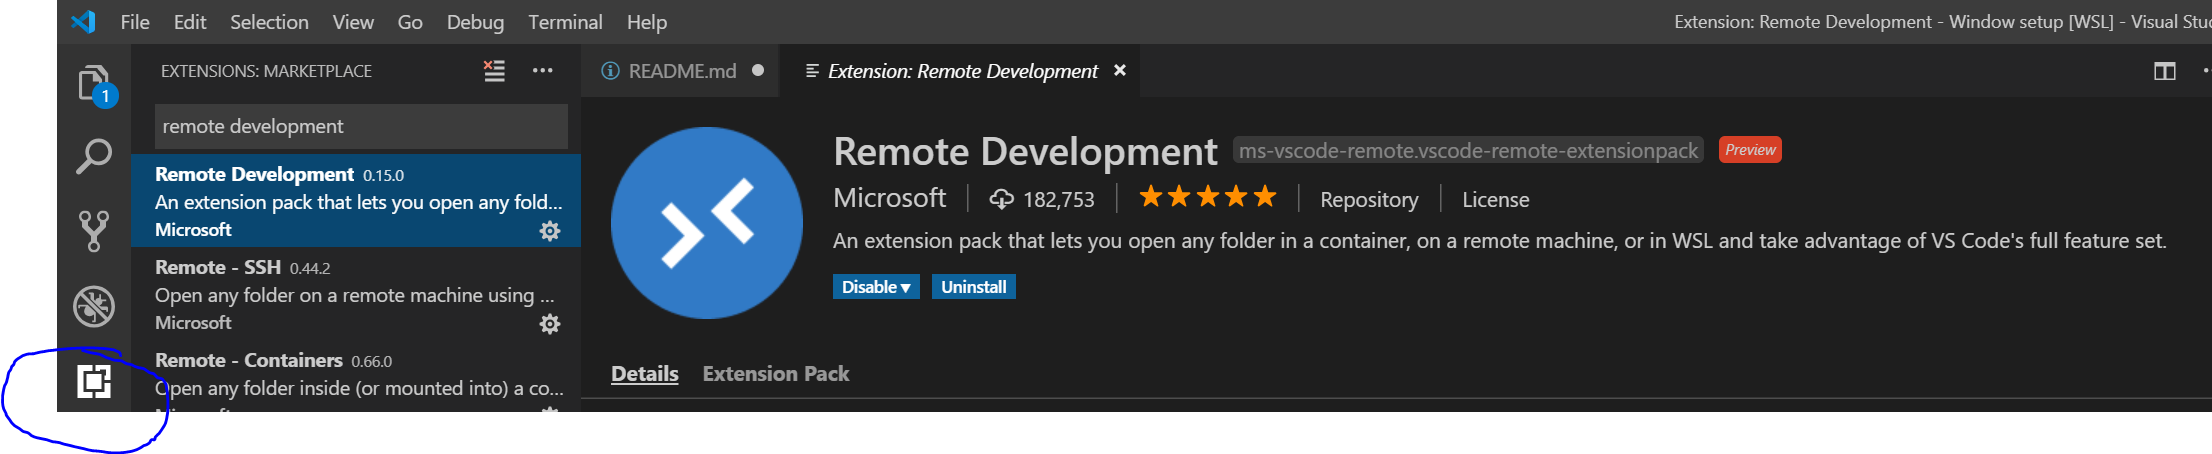 File Edit Selection View Go Debug Terminal Help
Extension: Remote Development - Window setup [WSL] - Visual
EXTENSIONS: MARKETPLACE
README.md
Extension: Remote Development
1
remote development
Remote Development 0.15.0
An extension pack that lets you open any fold...
Microsoft
Remote - SSH 0.44.2
Open any folder on a remote machine using ...
Microsoft
Remote - Containers 0.66.0
Open any folder inside (or mounted into) a co...
Remote Development ms-vscode-remote.vscode-remote-extensionpack Preview
Microsoft 182,753 Repository License
An extension pack that lets you open any folder in a container, on a remote machine, or in WSL and take advantage of VS Code's full feature set.
Disable Uninstall
Details Extension Pack